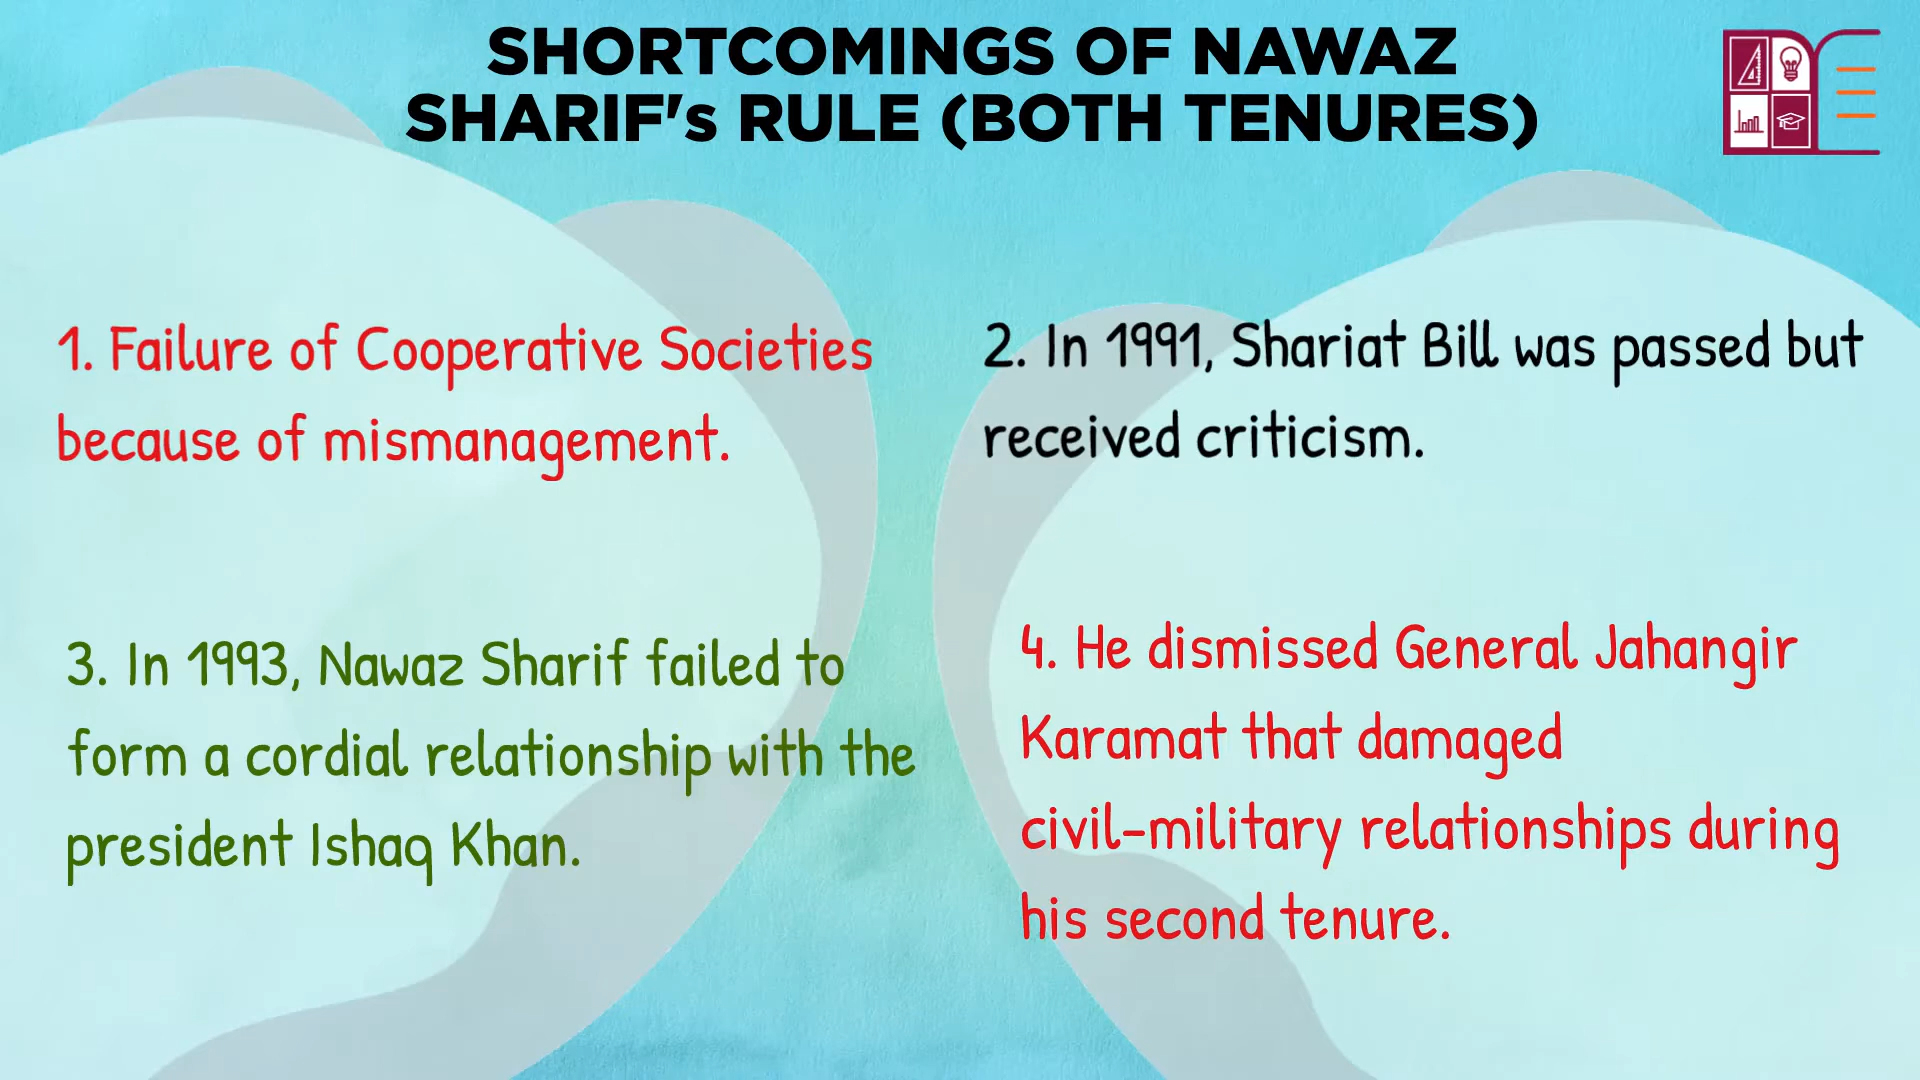 SHORTCOMINGS OF NAWAZ
SHARIF's RULE (BOTH TENURES)
1. Failure of Cooperative Societies
because of mismanagement.
2. In 1991, Shariat Bill was passed but
received criticism.
3. In 1993, Nawaz Sharif failed to
form a cordial relationship with the
president Ishaq Khan.
4. He dismissed General Jahangir
Karamat that damaged
civil-military relationships during
his second tenure.